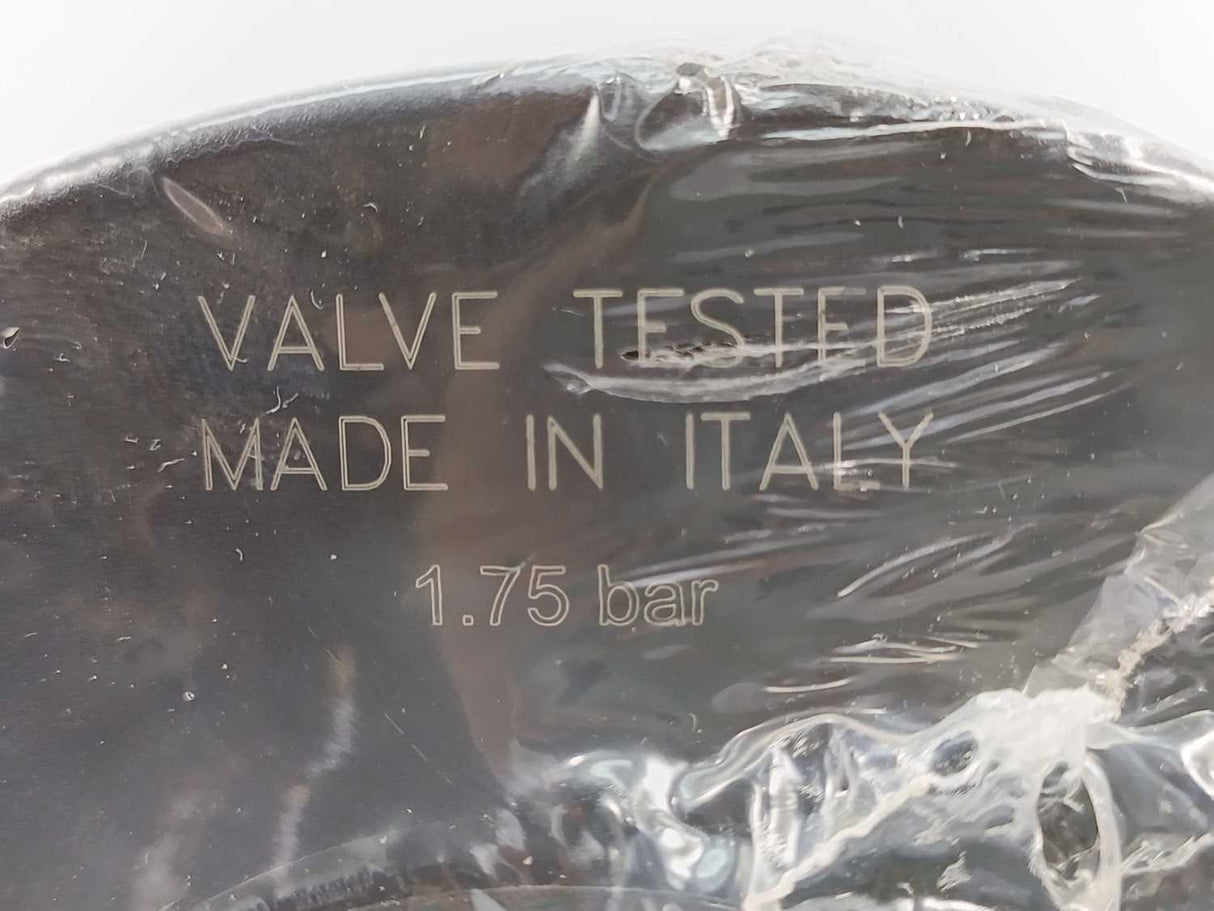 VALVE TESTED
MADE IN ITALY
1.75 bar